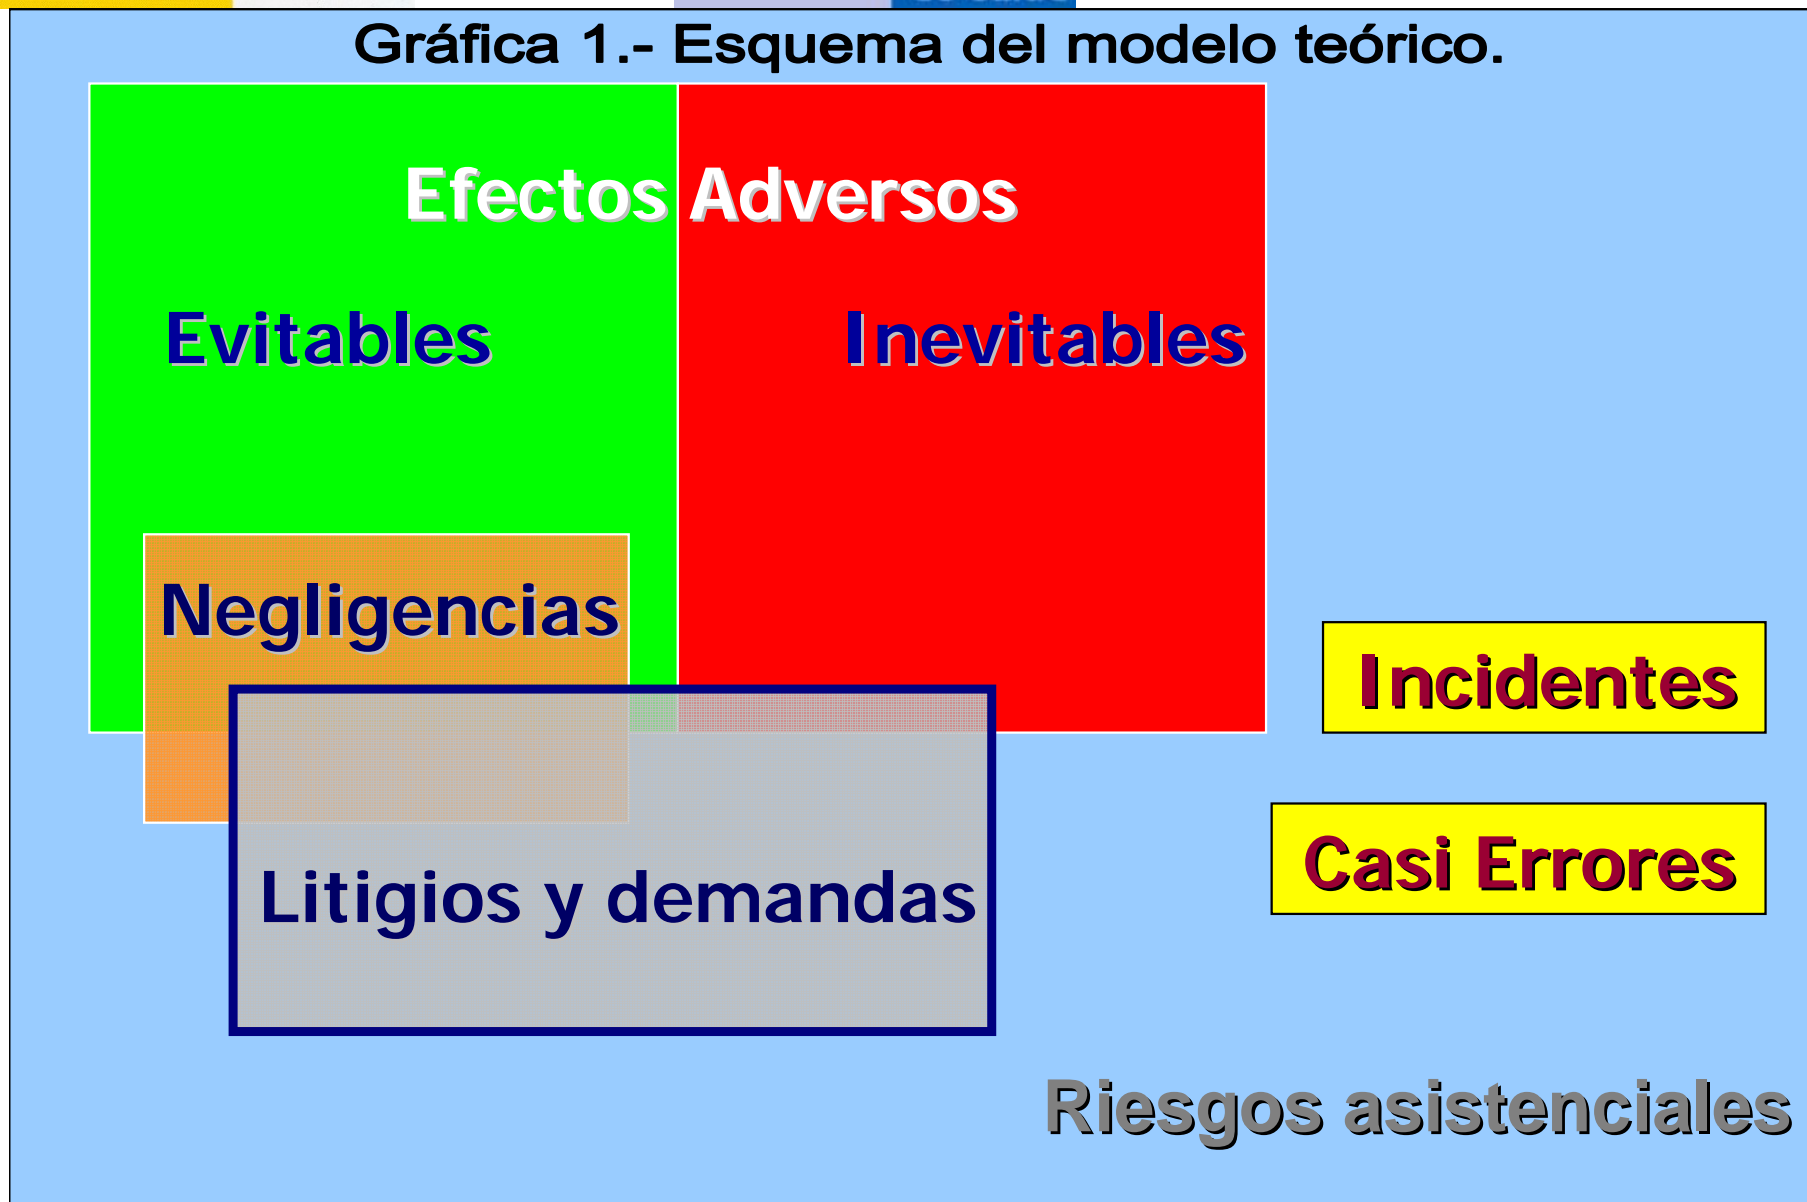 Gráfica 1.- Esquema del modelo teórico.
Efectos Adversos
Evitables Inevitables
Negligencias
Incidentes
Casi Errores
Litigios y demandas
Riesgos asistenciales